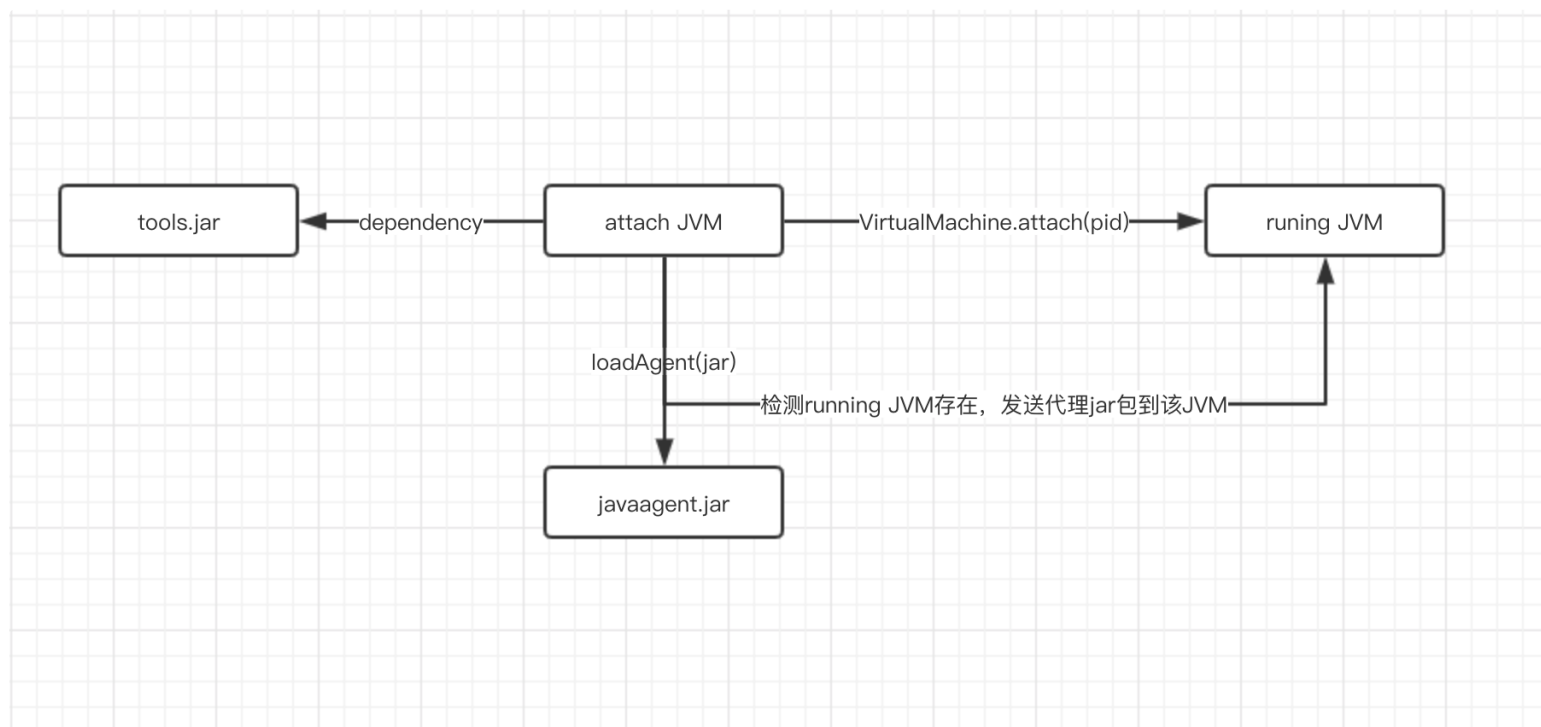 tools.jar
dependency
attach JVM
VirtualMachine.attach(pid)
runing JVM
loadAgent(jar)
检测running JVM存在，发送代理jar包到该JVM
javaagent.jar